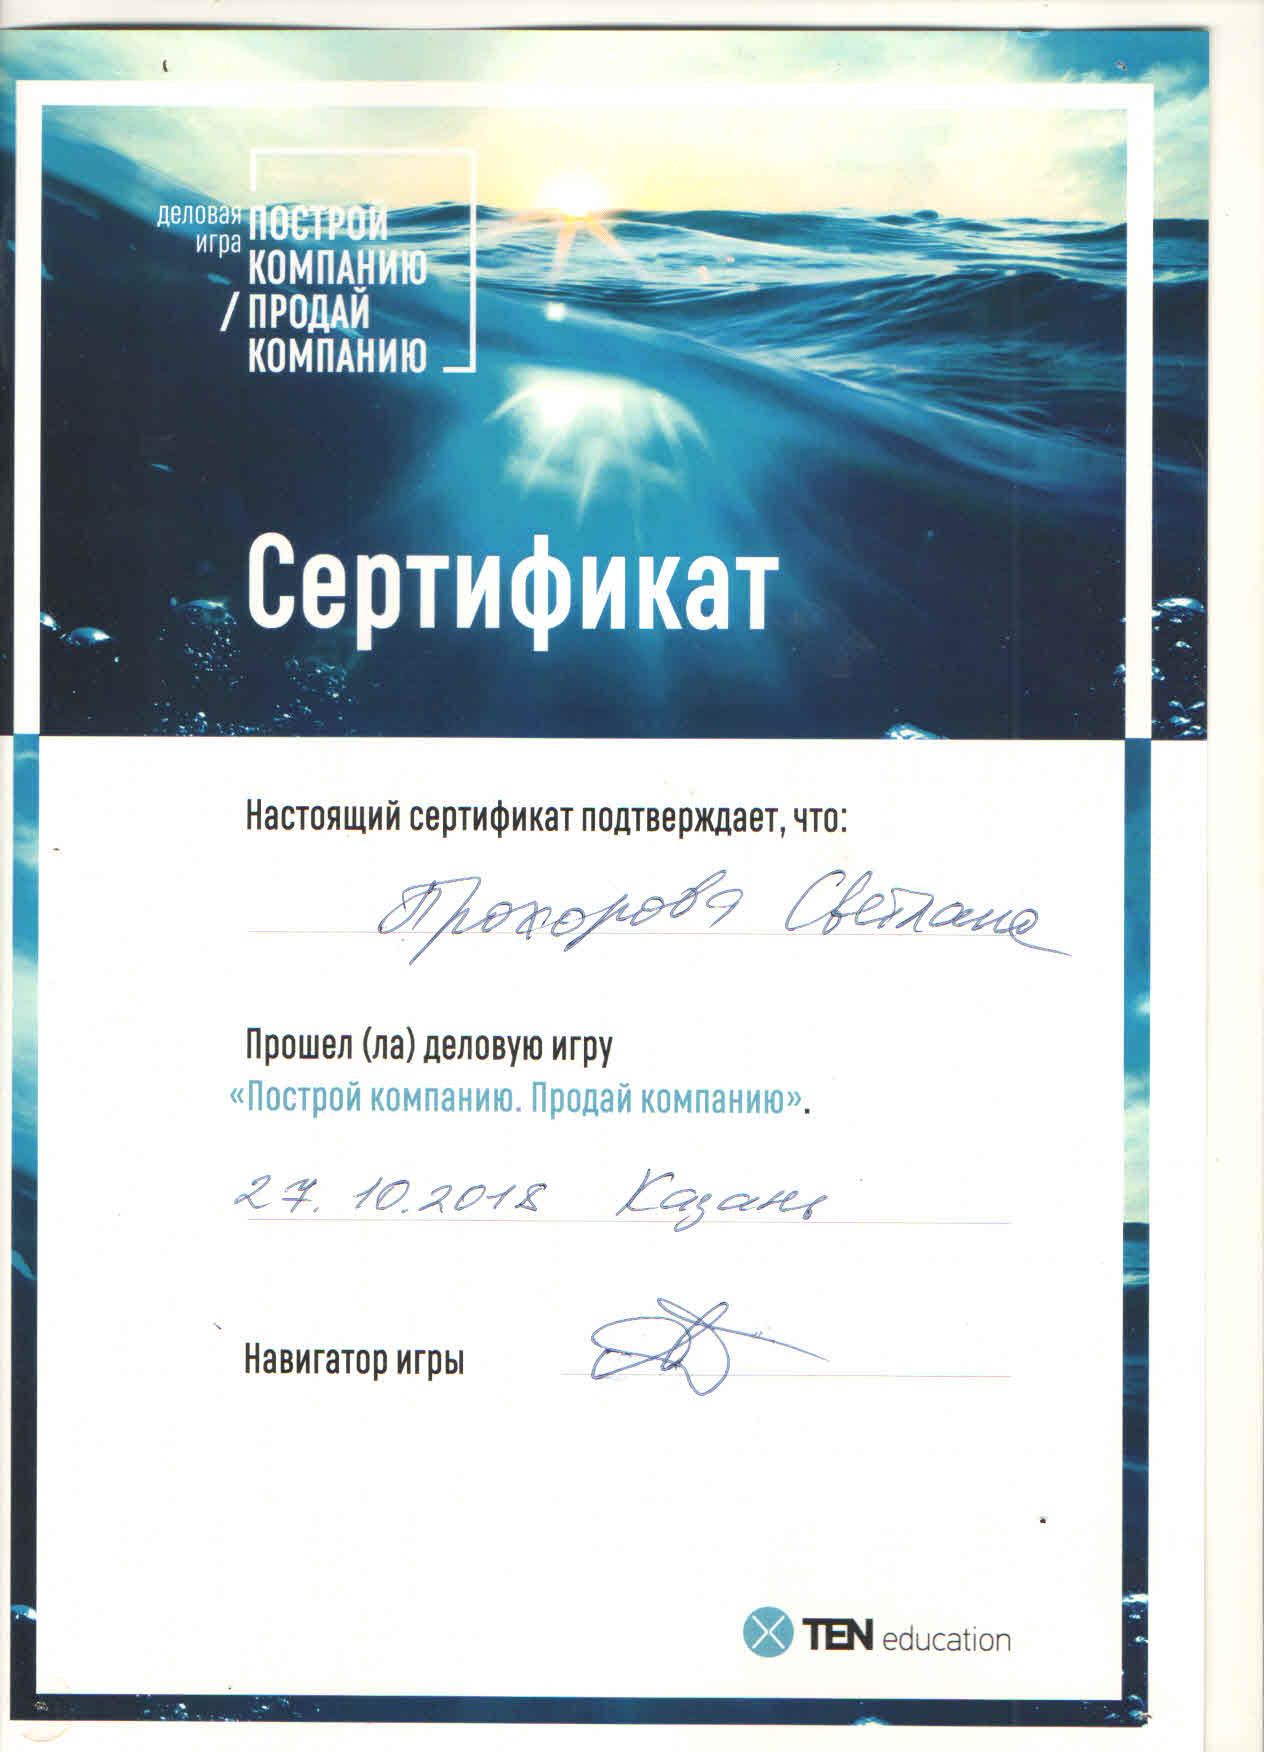 деловая
игра
ПОСТРОЙ
КОМПАНИЮ
/ ПРОДАЙ
КОМПАНИЮ
Сертификат
Настоящий сертификат подтверждает, что:
Прохорова Светлана
Прошел (ла) деловую игру
«Построй компанию. Продай компанию».
27.10.2018 Казань
Навигатор игры
TEN education